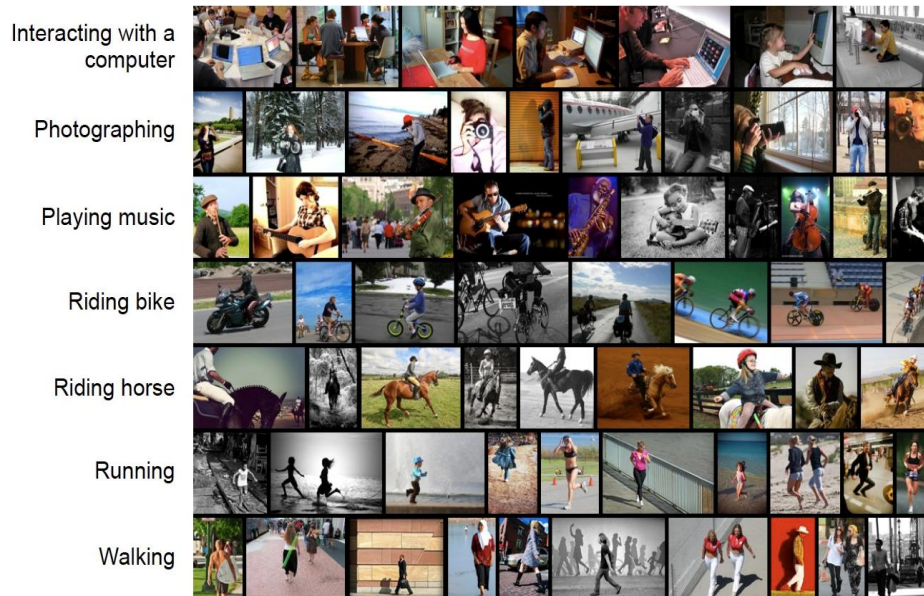 Interacting with a
computer
Photographing
Playing music
Riding bike
Riding horse
Running
Walking